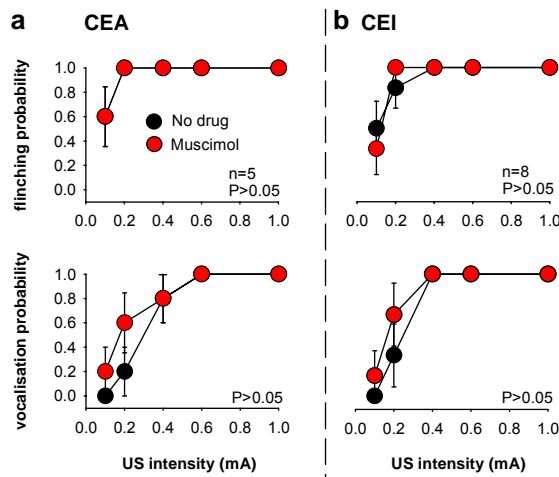 a CEA
b CEI
flinching probability
1.0
0.8
0.6
0.4
0.2
0.0
No drug
Muscimol
n=5
P>0.05
0.0 0.2 0.4 0.6 0.8 1.0
n=8
P>0.05
0.0 0.2 0.4 0.6 0.8 1.0
vocalisation probability
1.0
0.8
0.6
0.4
0.2
0.0
P>0.05
0.0 0.2 0.4 0.6 0.8 1.0
US intensity (mA)
P>0.05
0.0 0.2 0.4 0.6 0.8 1.0
US intensity (mA)